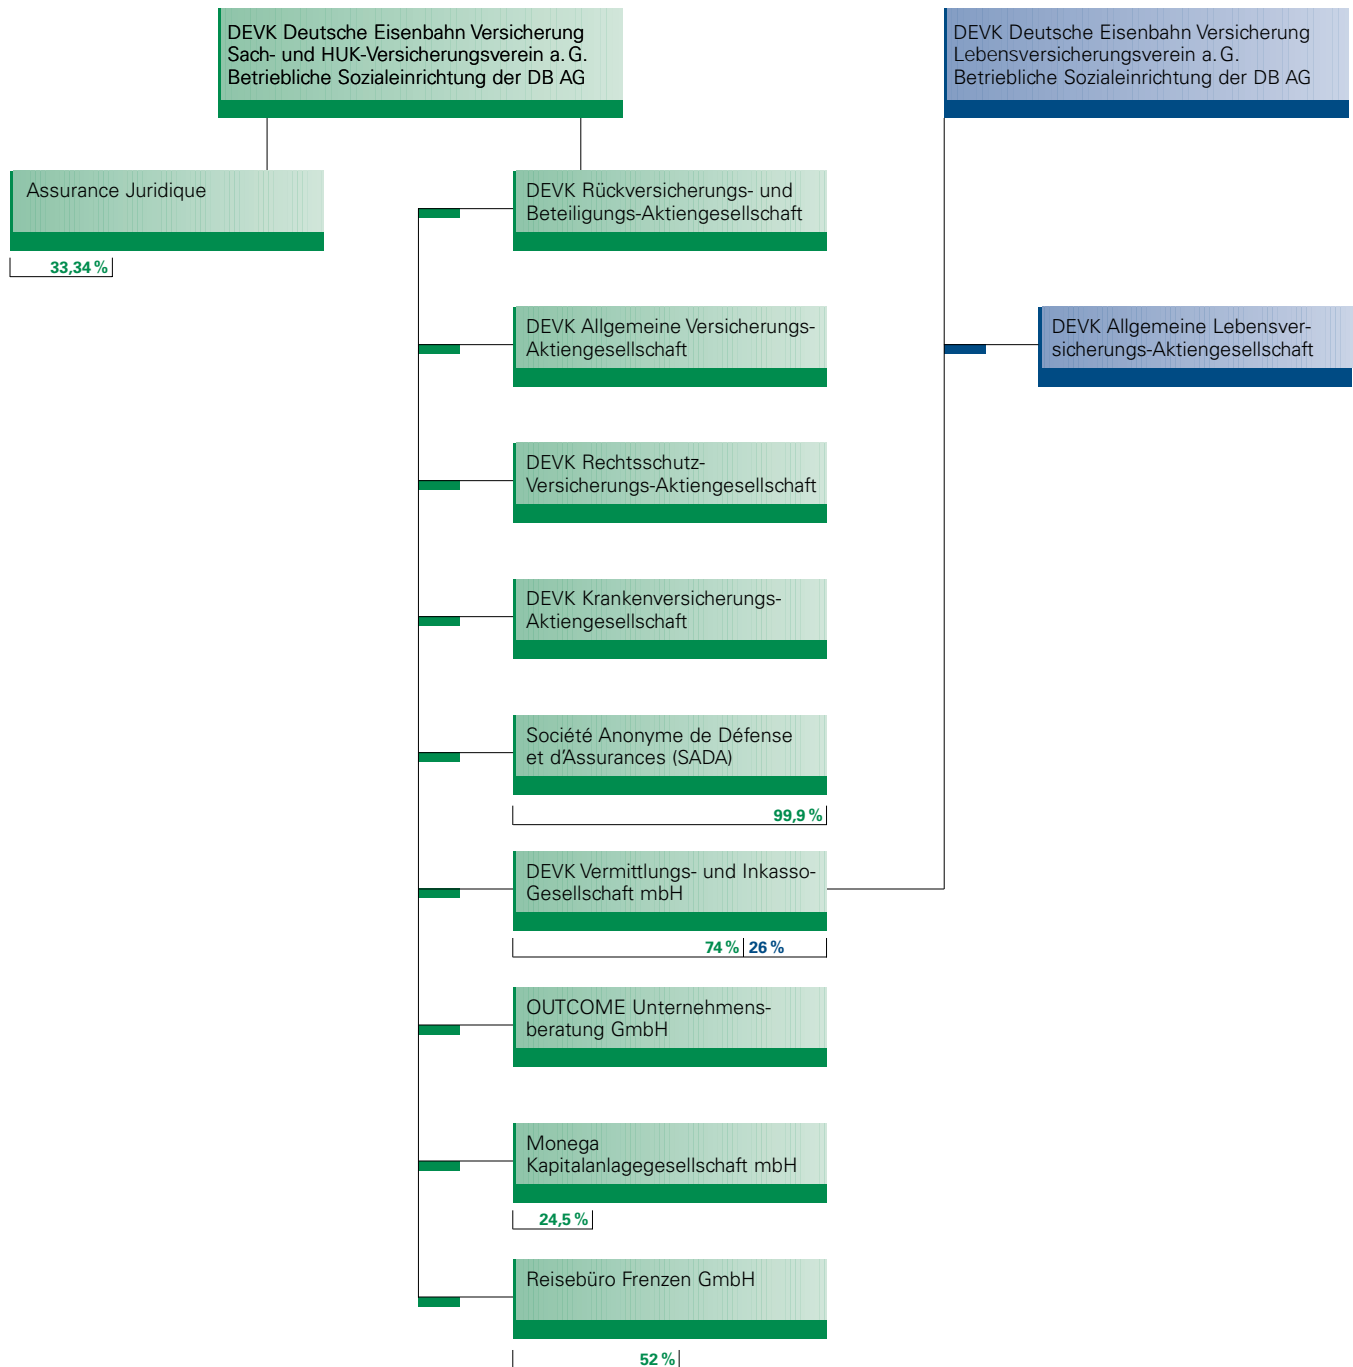 DEVK Deutsche Eisenbahn Versicherung
Sach- und HUK-Versicherungsverein a. G.
Betriebliche Sozialeinrichtung der DB AG
DEVK Deutsche Eisenbahn Versicherung
Lebensversicherungsverein a. G.
Betriebliche Sozialeinrichtung der DB AG
Assurance Juridique
33,34 %
DEVK Rückversicherungs- und
Beteiligungs-Aktiengesellschaft
DEVK Allgemeine Versicherungs-
Aktiengesellschaft
DEVK Allgemeine Lebensver-
sicherungs-Aktiengesellschaft
DEVK Rechtsschutz-
Versicherungs-Aktiengesellschaft
DEVK Krankenversicherungs-
Aktiengesellschaft
Société Anonyme de Défense
et d'Assurances (SADA)
99,9 %
DEVK Vermittlungs- und Inkasso-
Gesellschaft mbH
74 % 26 %
OUTCOME Unternehmens-
beratung GmbH
Monega
Kapitalanlagegesellschaft mbH
24,5 %
Reisebüro Frenzen GmbH
52 %